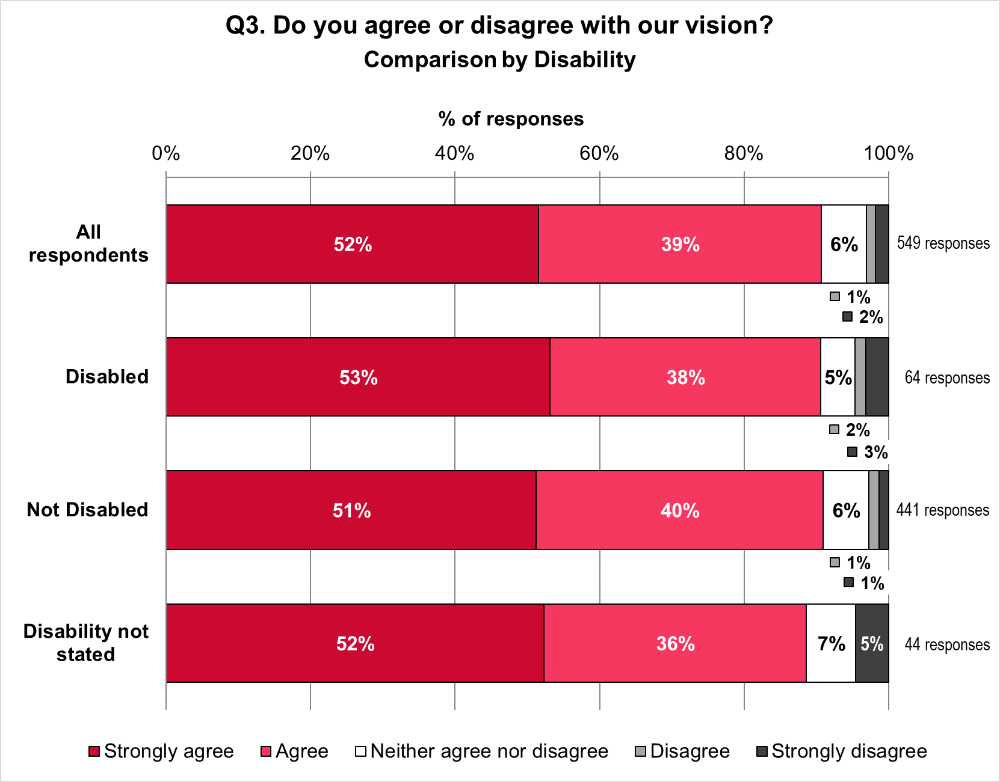 Q3. Do you agree or disagree with our vision?
Comparison by Disability
% of responses
0% 20% 40% 60% 80% 100%
All
respondents
52% 39% 6% 549 responses
1%
2%
Disabled 53% 38% 5% 64 responses
2%
3%
Not Disabled 51% 40% 6% 441 responses
1%
1%
Disability not
stated
52% 36% 7% 5% 44 responses
Strongly agree Agree Neither agree nor disagree Disagree Strongly disagree